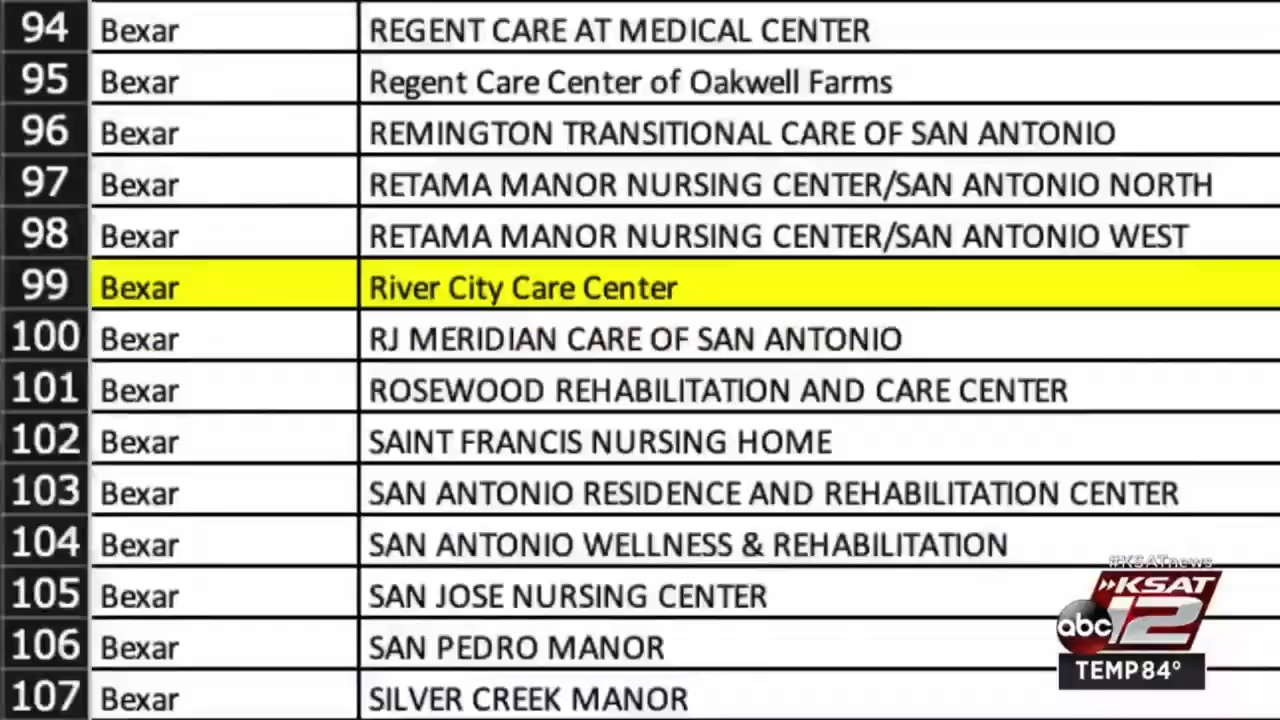 94 Bexar REGENT CARE AT MEDICAL CENTER
95 Bexar Regent Care Center of Oakwell Farms
96 Bexar REMINGTON TRANSITIONAL CARE OF SAN ANTONIO
97 Bexar RETAMA MANOR NURSING CENTER/SAN ANTONIO NORTH
98 Bexar RETAMA MANOR NURSING CENTER/SAN ANTONIO WEST
99 Bexar River City Care Center
100 Bexar RJ MERIDIAN CARE OF SAN ANTONIO
101 Bexar ROSEWOOD REHABILITATION AND CARE CENTER
102 Bexar SAINT FRANCIS NURSING HOME
103 Bexar SAN ANTONIO RESIDENCE AND REHABILITATION CENTER
104 Bexar SAN ANTONIO WELLNESS & REHABILITATION
105 Bexar SAN JOSE NURSING CENTER
106 Bexar SAN PEDRO MANOR
107 Bexar SILVER CREEK MANOR
#KSATnews
KSAT
abc 12
TEMP 84°